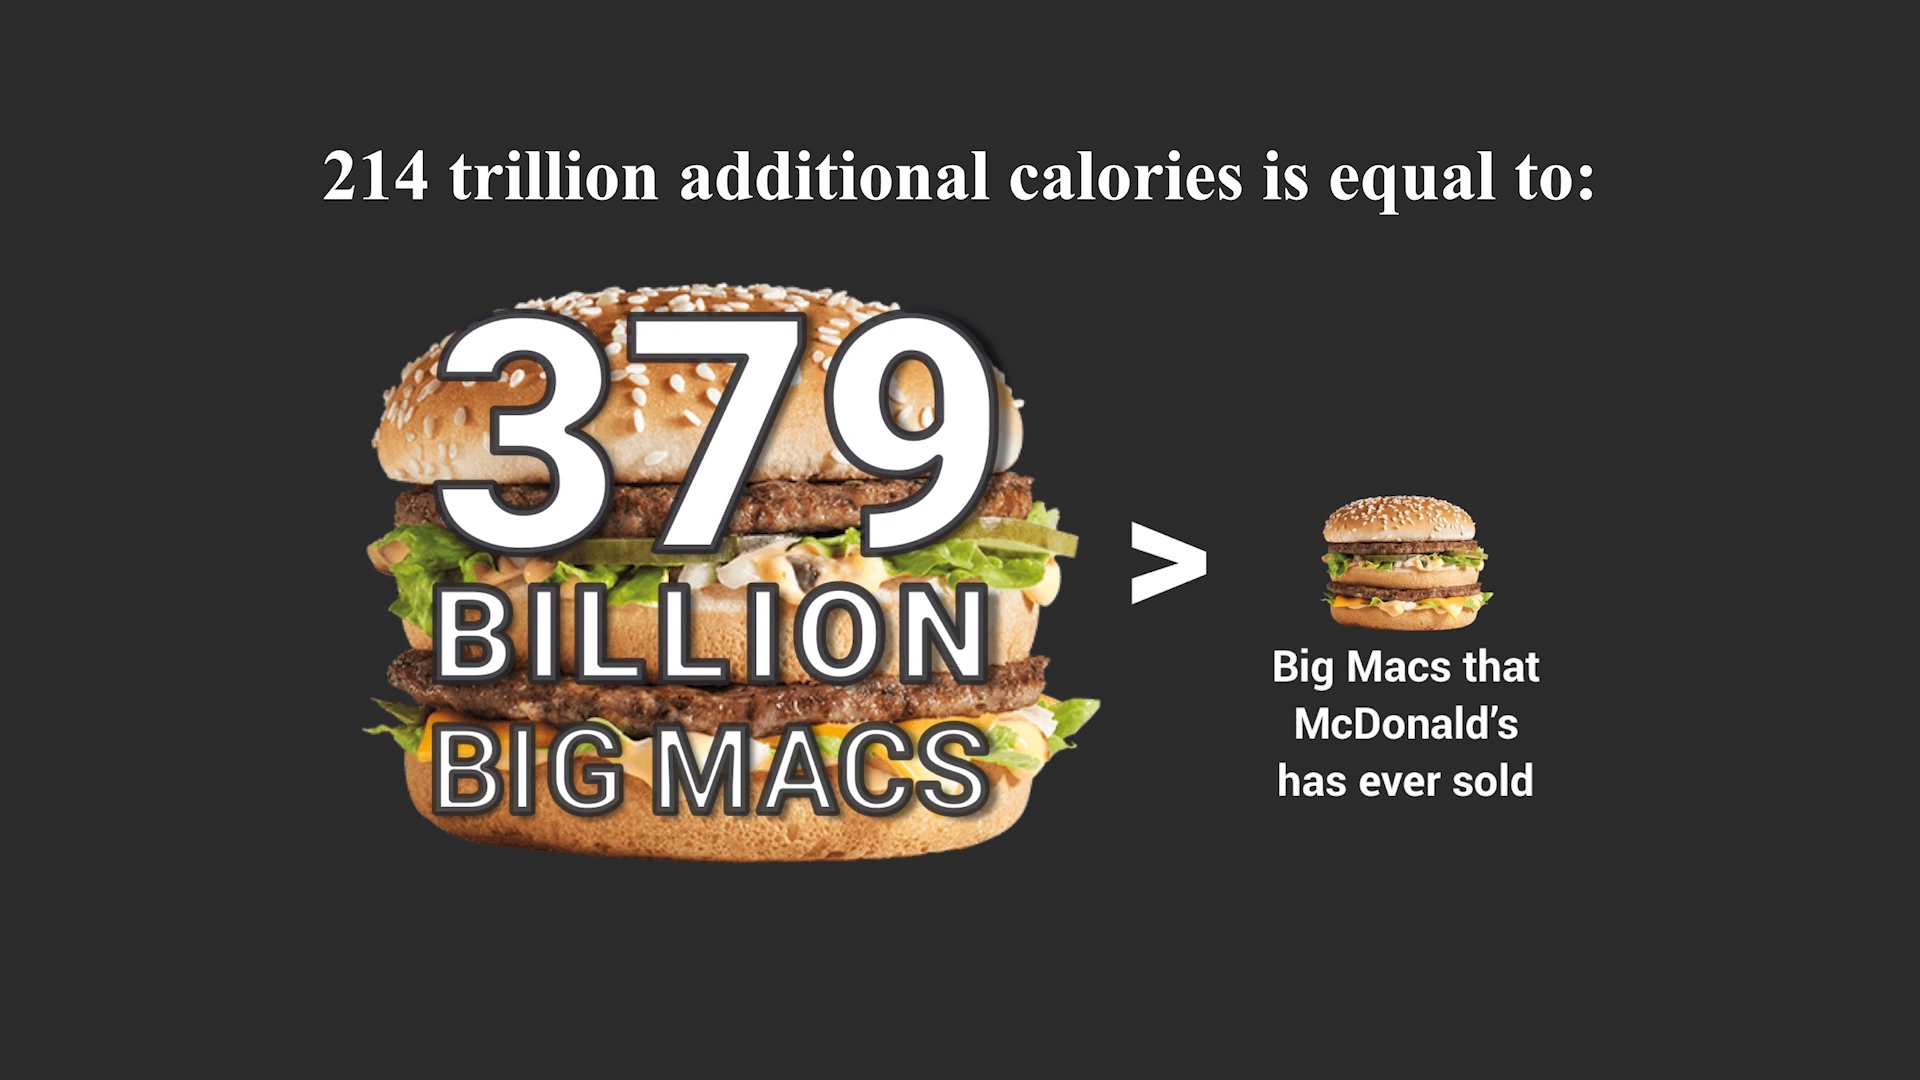 214 trillion additional calories is equal to:
379
BILLION
BIG MACS
>
Big Macs that
McDonald’s
has ever sold